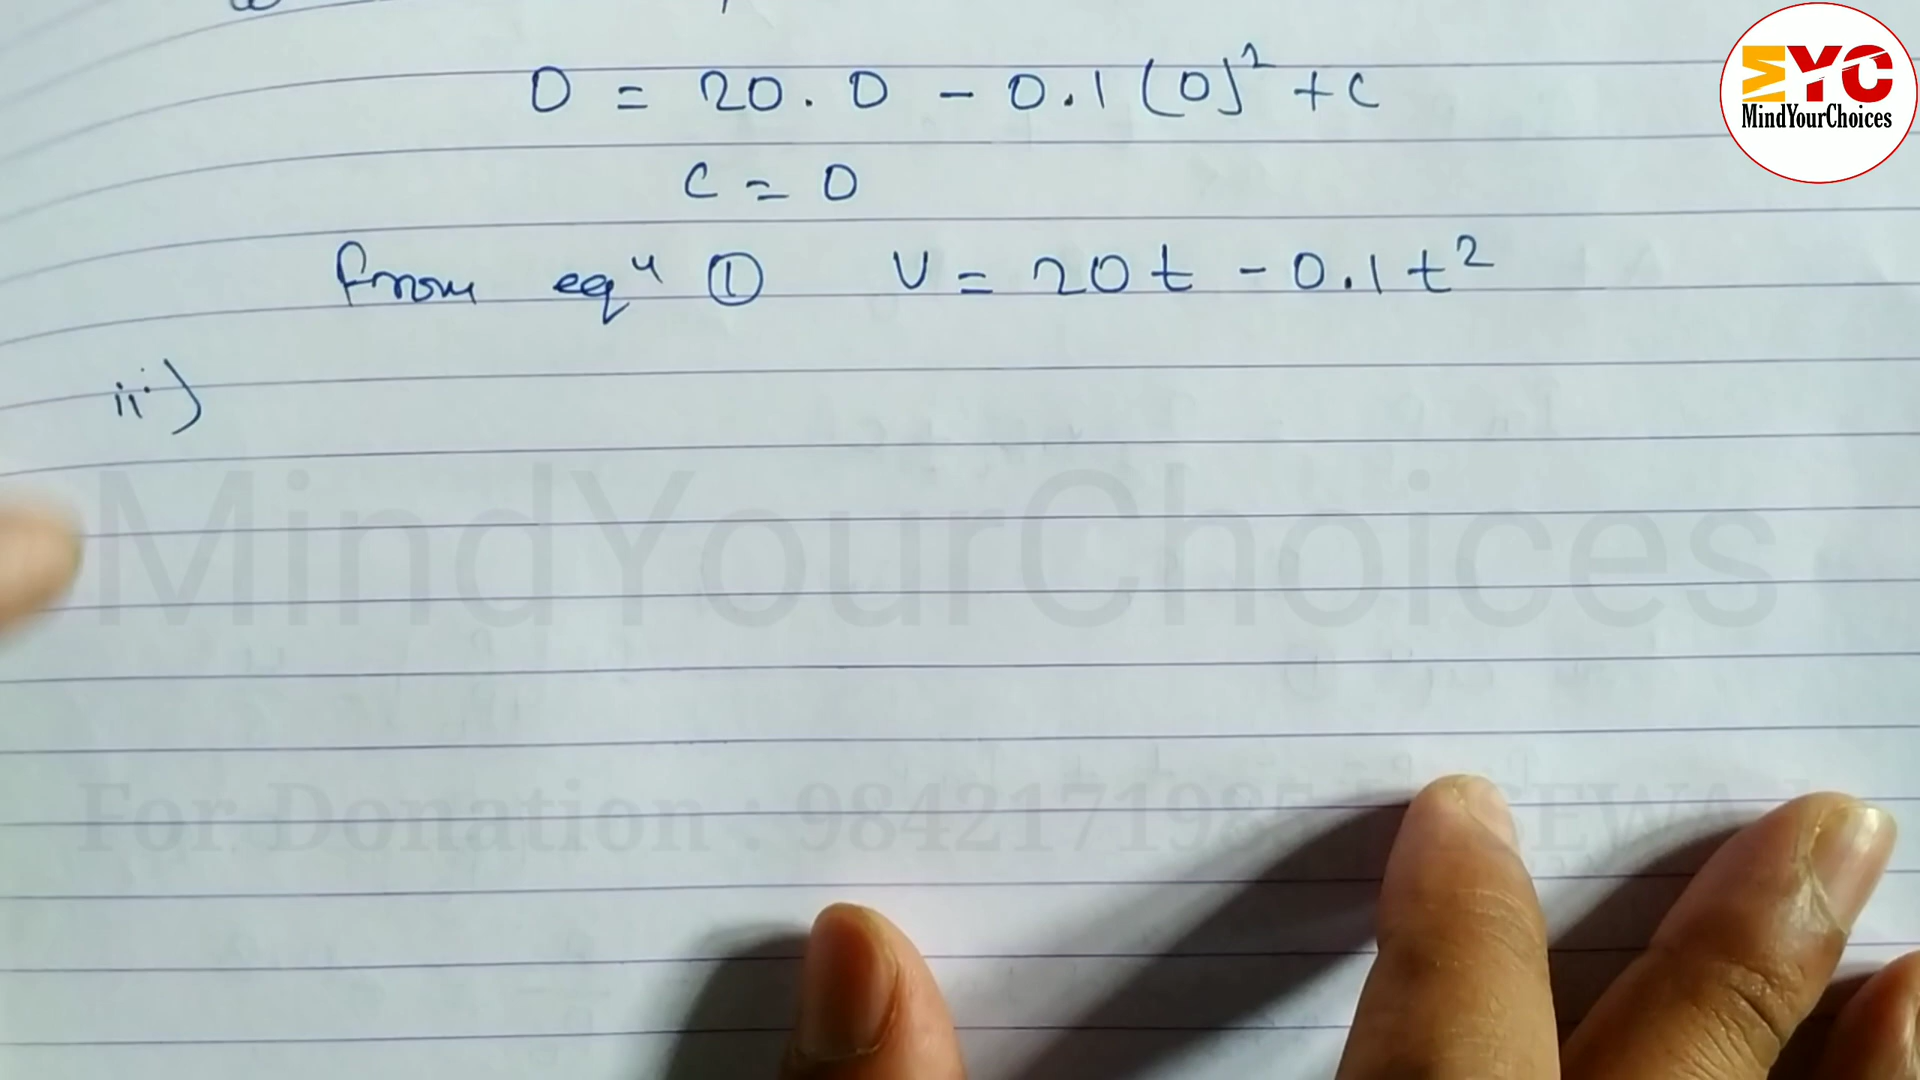 0 = 20.0 - 0.1 (0)² + c
c = 0
from eqⁿ ① V = 20t - 0.1t²
ii)
MYC
MindYourChoices
MindYourChoices
For Donation : 984217198